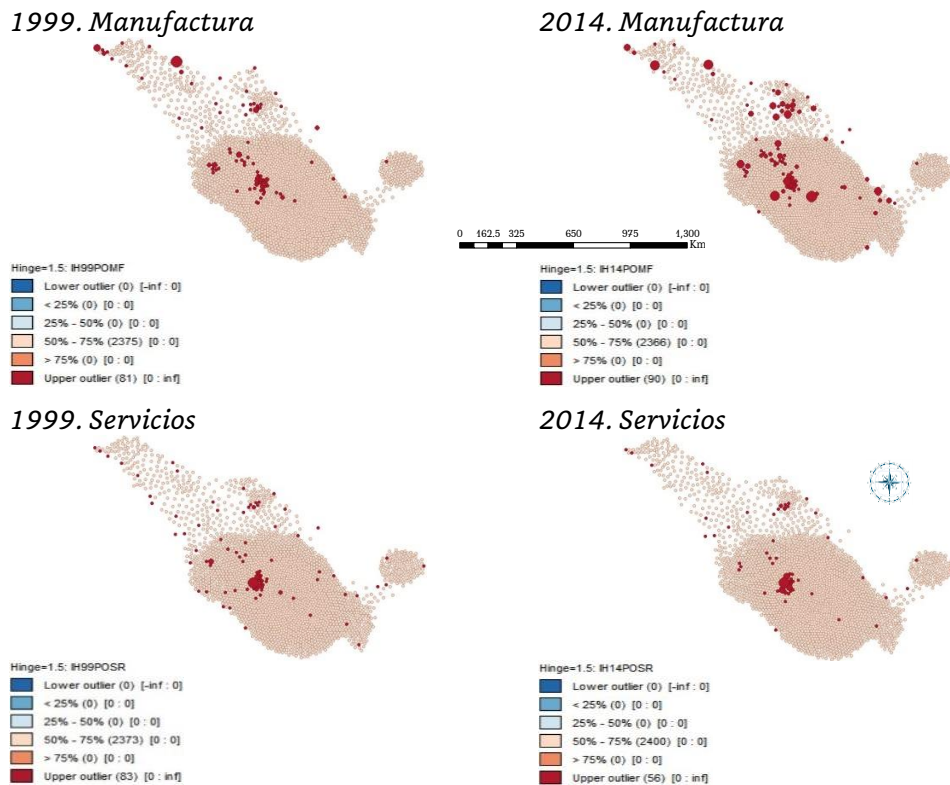 1999. Manufactura
2014. Manufactura
0 162.5 325 650 975 1,300
Km
Hinge=1.5: IH99POMF
Lower outlier (0) [-inf : 0]
< 25% (0) [0 : 0]
25% - 50% (0) [0 : 0]
50% - 75% (2375) [0 : 0]
> 75% (0) [0 : 0]
Upper outlier (81) [0 : inf]
Hinge=1.5: IH14POMF
Lower outlier (0) [-inf : 0]
< 25% (0) [0 : 0]
25% - 50% (0) [0 : 0]
50% - 75% (2366) [0 : 0]
> 75% (0) [0 : 0]
Upper outlier (90) [0 : inf]
1999. Servicios
2014. Servicios
Hinge=1.5: IH99POSR
Lower outlier (0) [-inf : 0]
< 25% (0) [0 : 0]
25% - 50% (0) [0 : 0]
50% - 75% (2373) [0 : 0]
> 75% (0) [0 : 0]
Upper outlier (83) [0 : inf]
Hinge=1.5: IH14POSR
Lower outlier (0) [-inf : 0]
< 25% (0) [0 : 0]
25% - 50% (0) [0 : 0]
50% - 75% (2400) [0 : 0]
> 75% (0) [0 : 0]
Upper outlier (56) [0 : inf]